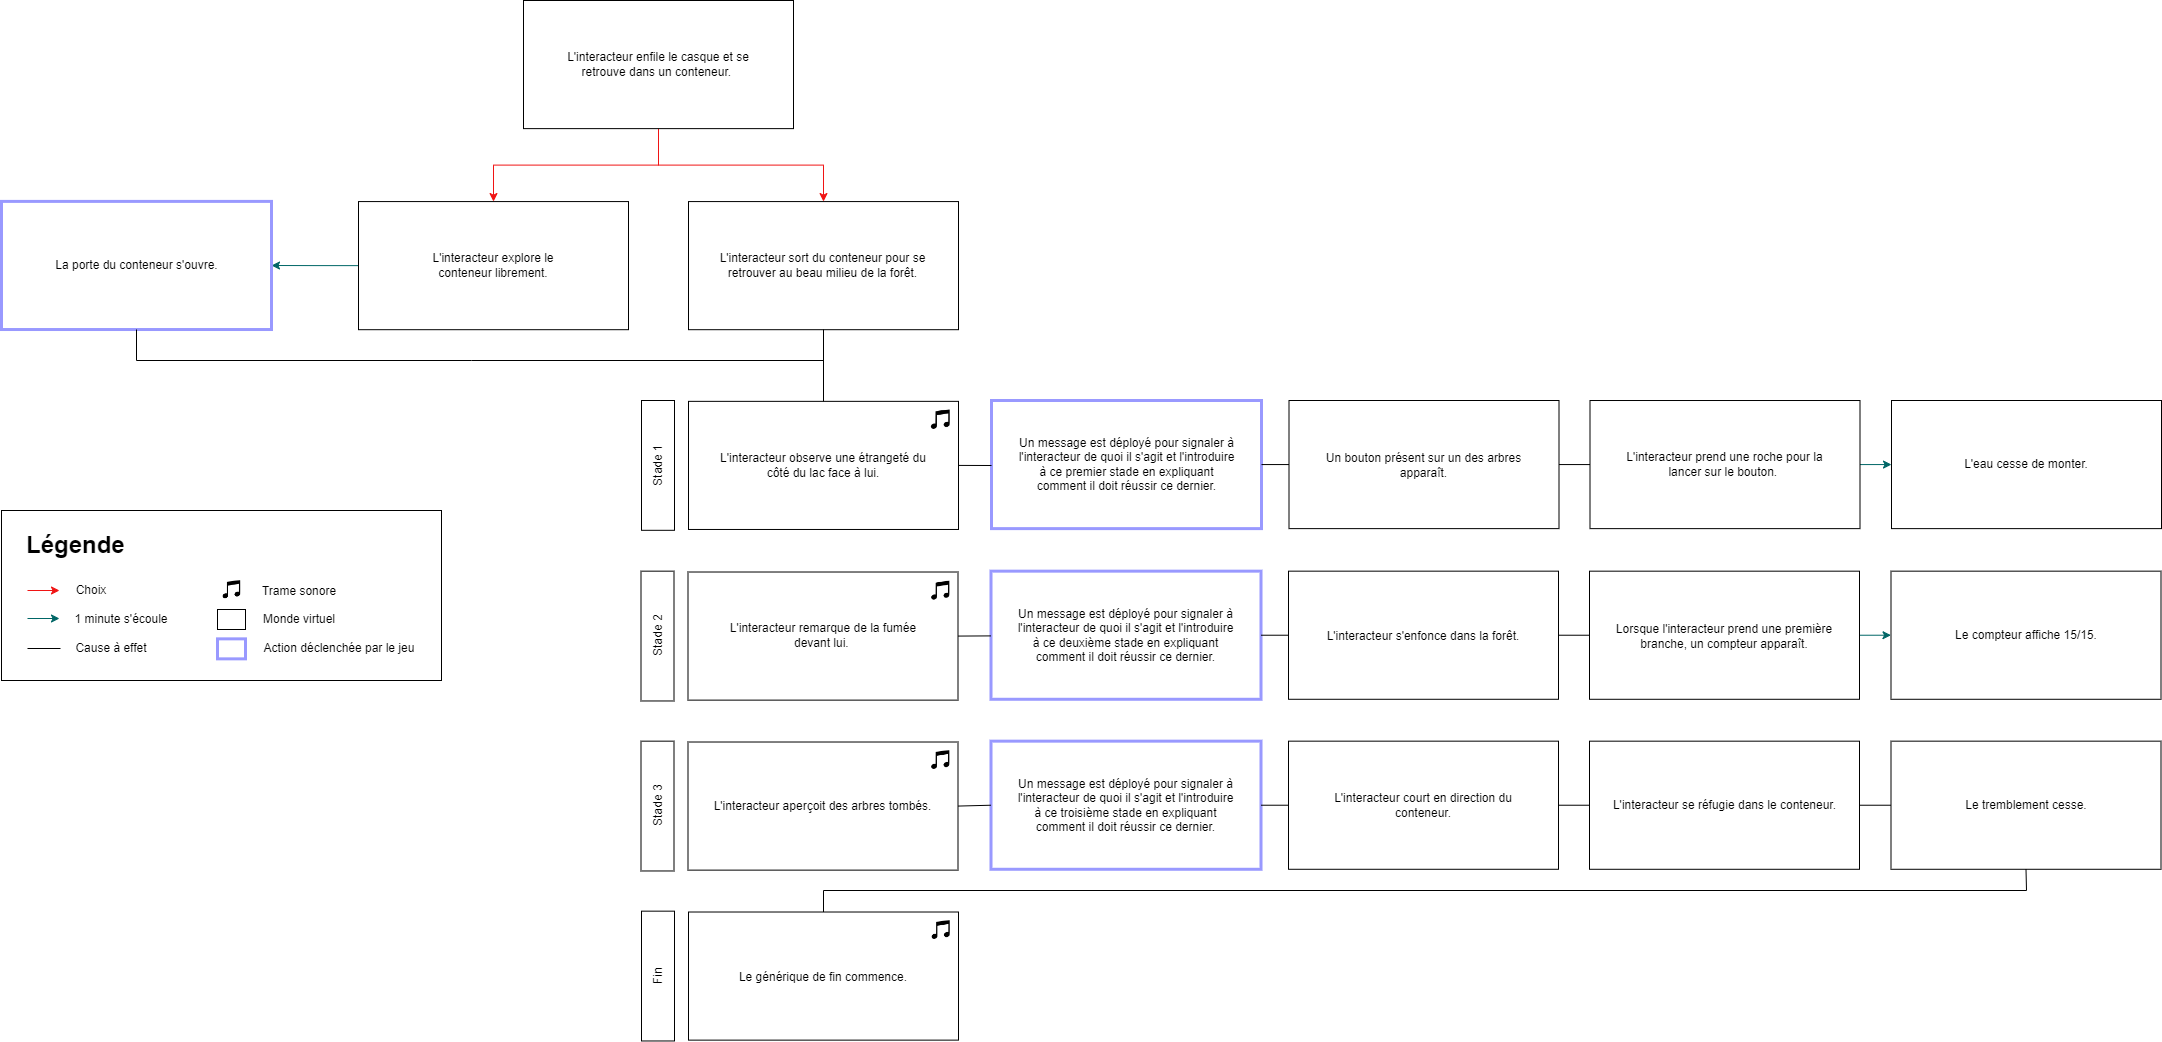 L'interacteur enfile le casque et se
retrouve dans un conteneur.
La porte du conteneur s'ouvre.
L'interacteur explore le
conteneur librement.
L'interacteur sort du conteneur pour se
retrouver au beau milieu de la forêt.
Stade 1
L'interacteur observe une étrangeté du
côté du lac face à lui.
Un message est déployé pour signaler à
l'interacteur de quoi il s'agit et l'introduire
à ce premier stade en expliquant
comment il doit réussir ce dernier.
Un bouton présent sur un des arbres
apparaît.
L'interacteur prend une roche pour la
lancer sur le bouton.
L'eau cesse de monter.
Légende
Choix
1 minute s'écoule
Cause à effet
Trame sonore
Monde virtuel
Action déclenchée par le jeu
Stade 2
L'interacteur remarque de la fumée
devant lui.
Un message est déployé pour signaler à
l'interacteur de quoi il s'agit et l'introduire
à ce deuxième stade en expliquant
comment il doit réussir ce dernier.
L'interacteur s'enfonce dans la forêt.
Lorsque l'interacteur prend une première
branche, un compteur apparaît.
Le compteur affiche 15/15.
Stade 3
L'interacteur aperçoit des arbres tombés.
Un message est déployé pour signaler à
l'interacteur de quoi il s'agit et l'introduire
à ce troisième stade en expliquant
comment il doit réussir ce dernier.
L'interacteur court en direction du
conteneur.
L'interacteur se réfugie dans le conteneur.
Le tremblement cesse.
Fin
Le générique de fin commence.